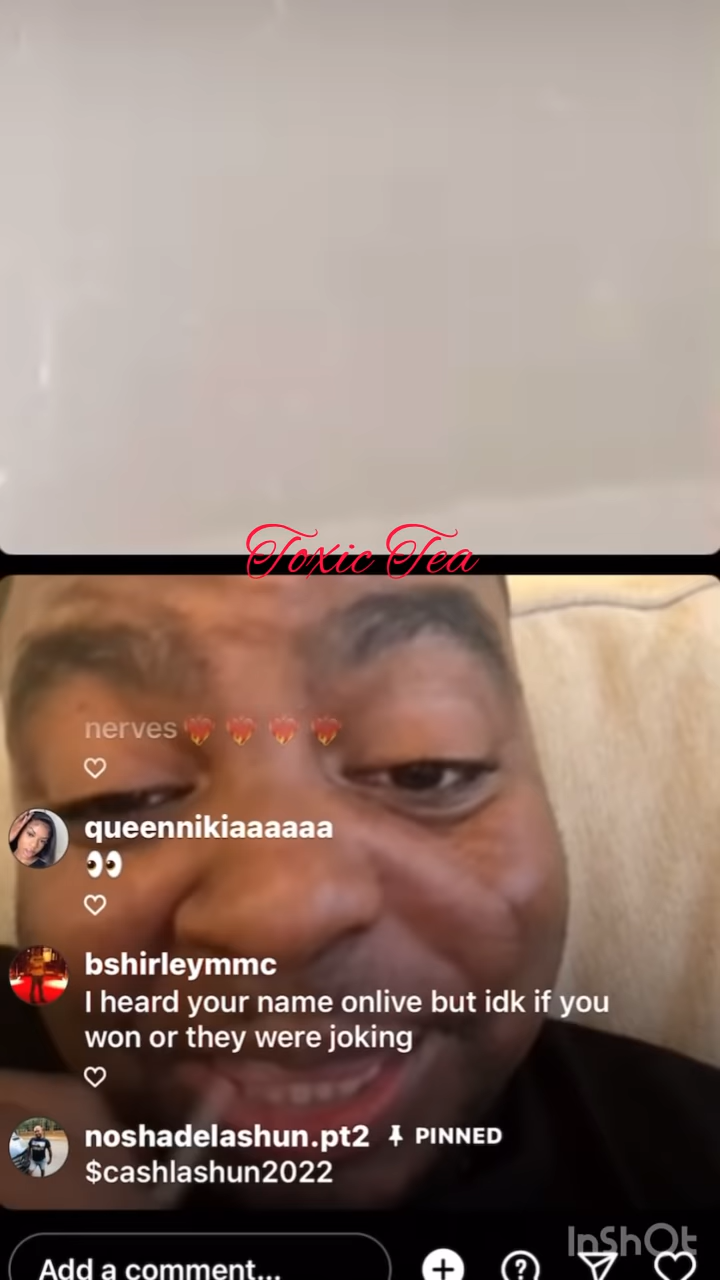 Toxic Tea
nerves❤️‍🔥 ❤️‍🔥 ❤️‍🔥 ❤️‍🔥
queennikiaaaaaa
👀
bshirleymmc
I heard your name onlive but idk if you
won or they were joking
noshadelashun.pt2 PINNED
$cashlashun2022
Add a comment...
InShOt